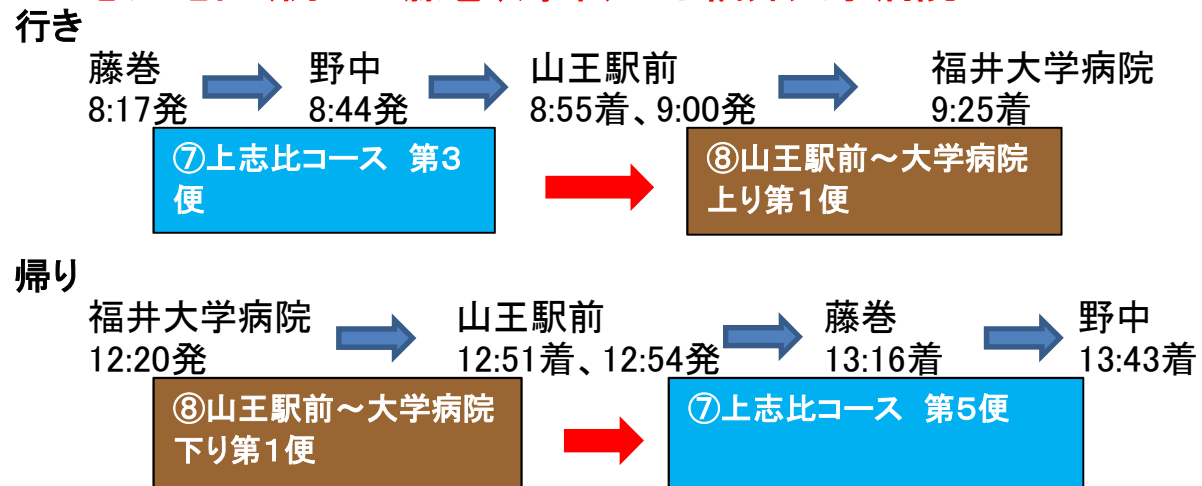 行き
藤巻 野中 山王駅前 福井大学病院
8:17発 8:44発 8:55着、9:00発 9:25着
⑦上志比コース 第3
便
⑧山王駅前～大学病院
上り第1便
帰り
福井大学病院 山王駅前 藤巻 野中
12:20発 12:51着、12:54発 13:16着 13:43着
⑧山王駅前～大学病院
下り第1便
⑦上志比コース 第5便